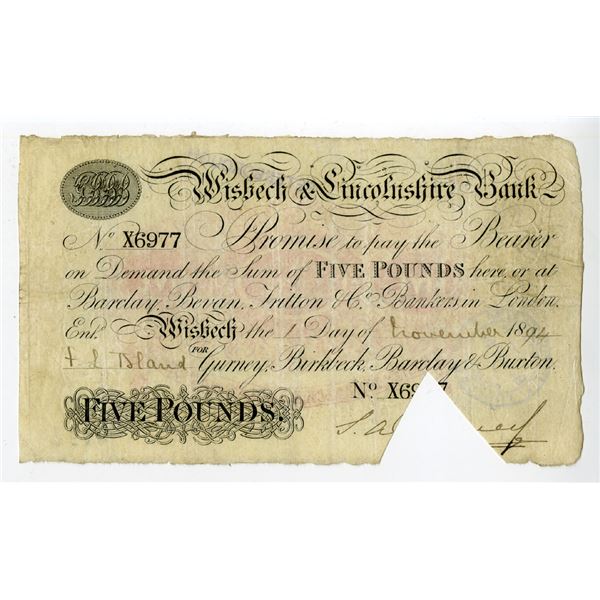 Wisbech & Lincolnshire Bank
No X6977 I Promise to pay the Bearer
on Demand the Sum of FIVE POUNDS here or at
Barclay, Bevan, Tritton & Co. Bankers in London.
Entd. Wisbech the 1 Day of November 1894
F L Bland FOR Gurney, Birkbeck, Barclay & Buxton.
No X69 7
FIVE POUNDS.